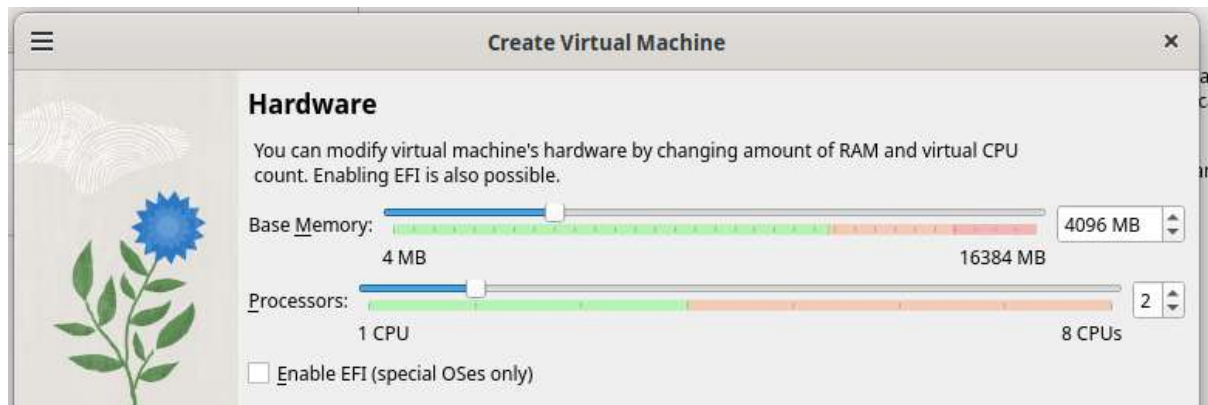 Create Virtual Machine
Hardware
You can modify virtual machine's hardware by changing amount of RAM and virtual CPU
count. Enabling EFI is also possible.
Base Memory: 4096 MB
4 MB 16384 MB
Processors: 2
1 CPU 8 CPUs
Enable EFI (special OSes only)